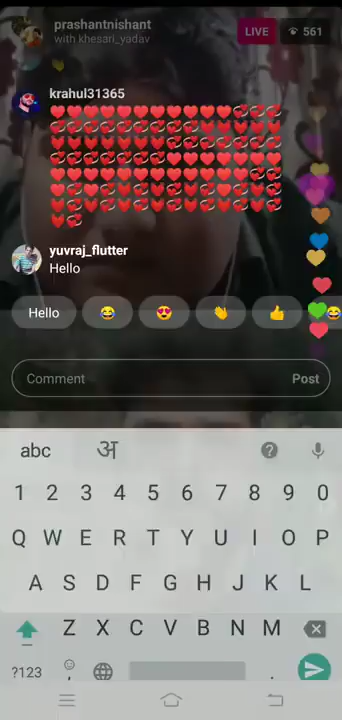 prashantnishant
with khesari_yadav
LIVE
561
krahul31365
yuvraj_flutter
Hello
Hello
Comment
Post
abc
अ
1 2 3 4 5 6 7 8 9 0
Q W E R T Y U I O P
A S D F G H J K L
Z X C V B N M
?123
,
.